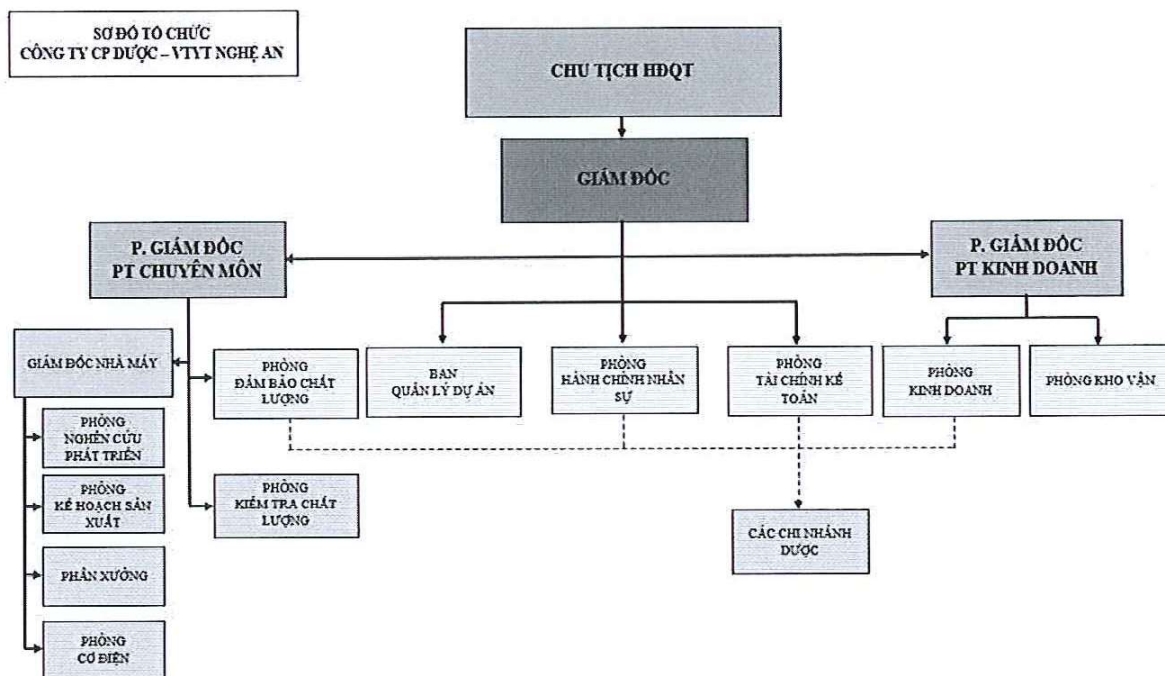 SƠ ĐỒ TỔ CHỨC
CÔNG TY CP DƯỢC – VTYT NGHỆ AN
CHU TỊCH HĐQT
GIÁM ĐỐC
P. GIÁM ĐỐC
PT CHUYÊN MÔN
P. GIÁM ĐỐC
PT KINH DOANH
GIÁM ĐỐC NHÀ MÁY
PHÒNG
ĐẢM BẢO CHẤT
LƯỢNG
BAN
QUẢN LÝ DỰ ÁN
PHÒNG
HÀNH CHÍNH NHÂN
SỰ
PHÒNG
TÀI CHÍNH KẾ
TOÁN
PHÒNG
KINH DOANH
PHÒNG KHO VẬN
PHÒNG
NGHÊN CỨU
PHÁT TRIỂN
PHÒNG
KẾ HOẠCH SẢN
XUẤT
PHÒNG
KIỂM TRA CHẤT
LƯỢNG
CÁC CHI NHÁNH
DƯỢC
PHÂN XƯỞNG
PHÒNG
CƠ ĐIỆN